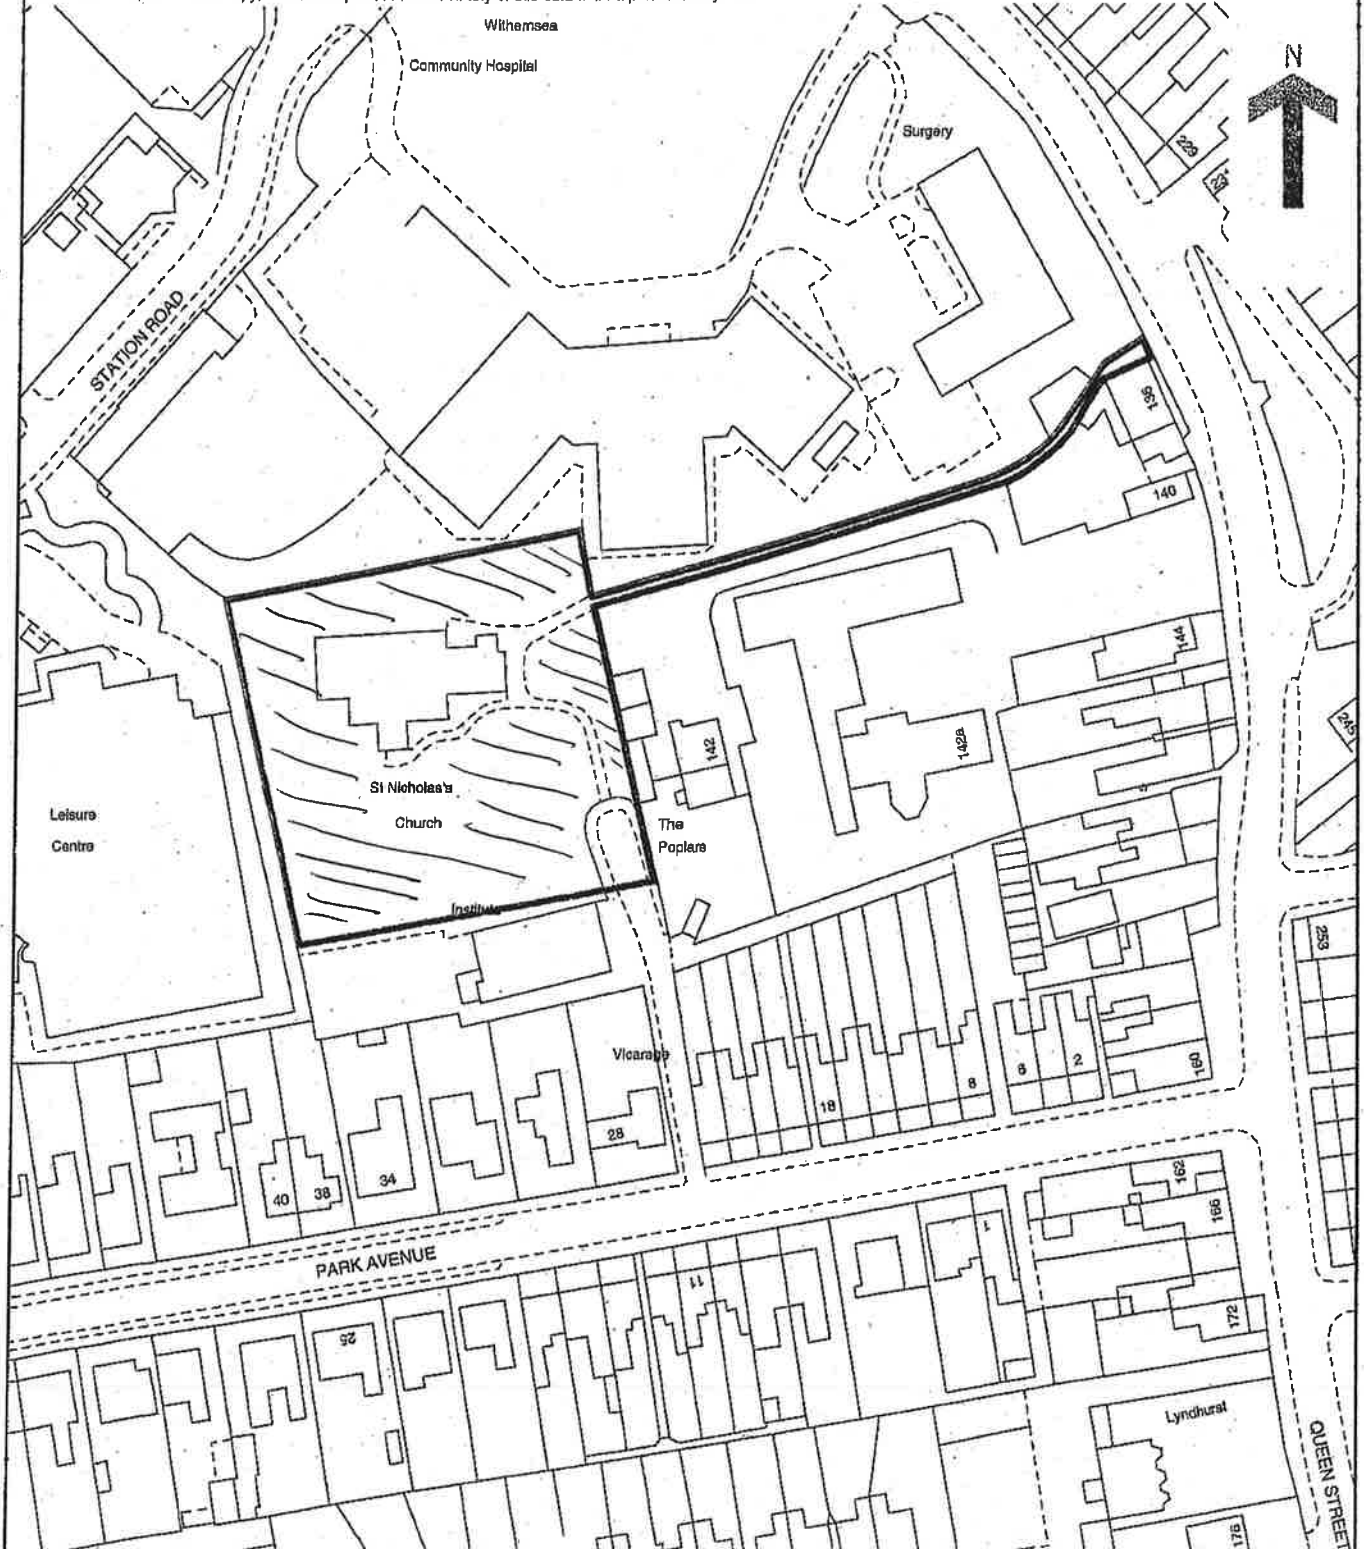 Withernsea
Community Hospital
N
Surgery
229
STATION ROAD
136
140
144
142
142a
245
St Nicholas's
Church
Leisure
Centre
The
Poplars
Institute
253
Vicarage
28
18
8
6
2
160
40
38
34
PARK AVENUE
162
166
1
11
172
25
Lyndhurst
QUEEN STREET
176